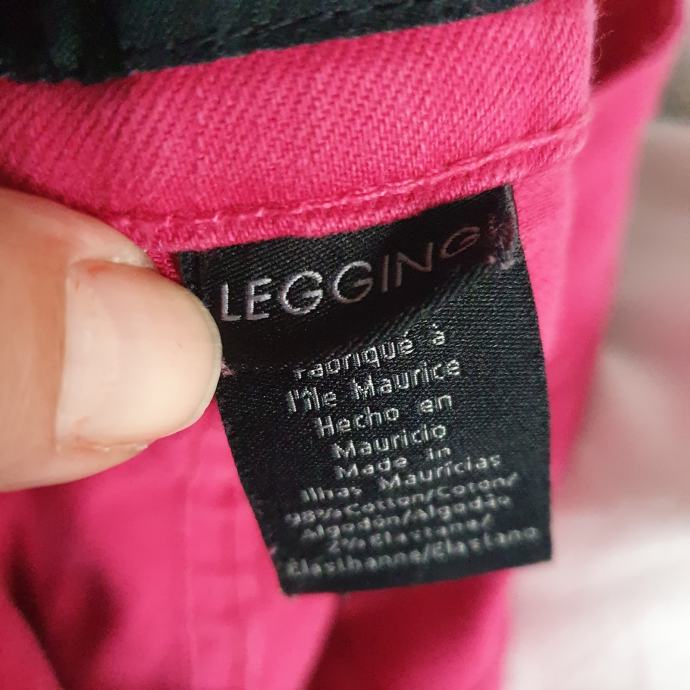 LEGGING
Fabriqué à
l'île Maurice
Hecho en
Mauricio
Made in
Ilhas Maurícias
98% Cotton/Coton/
Algodón/Algodão
2% Elastane/
Élasthanne/Elastano